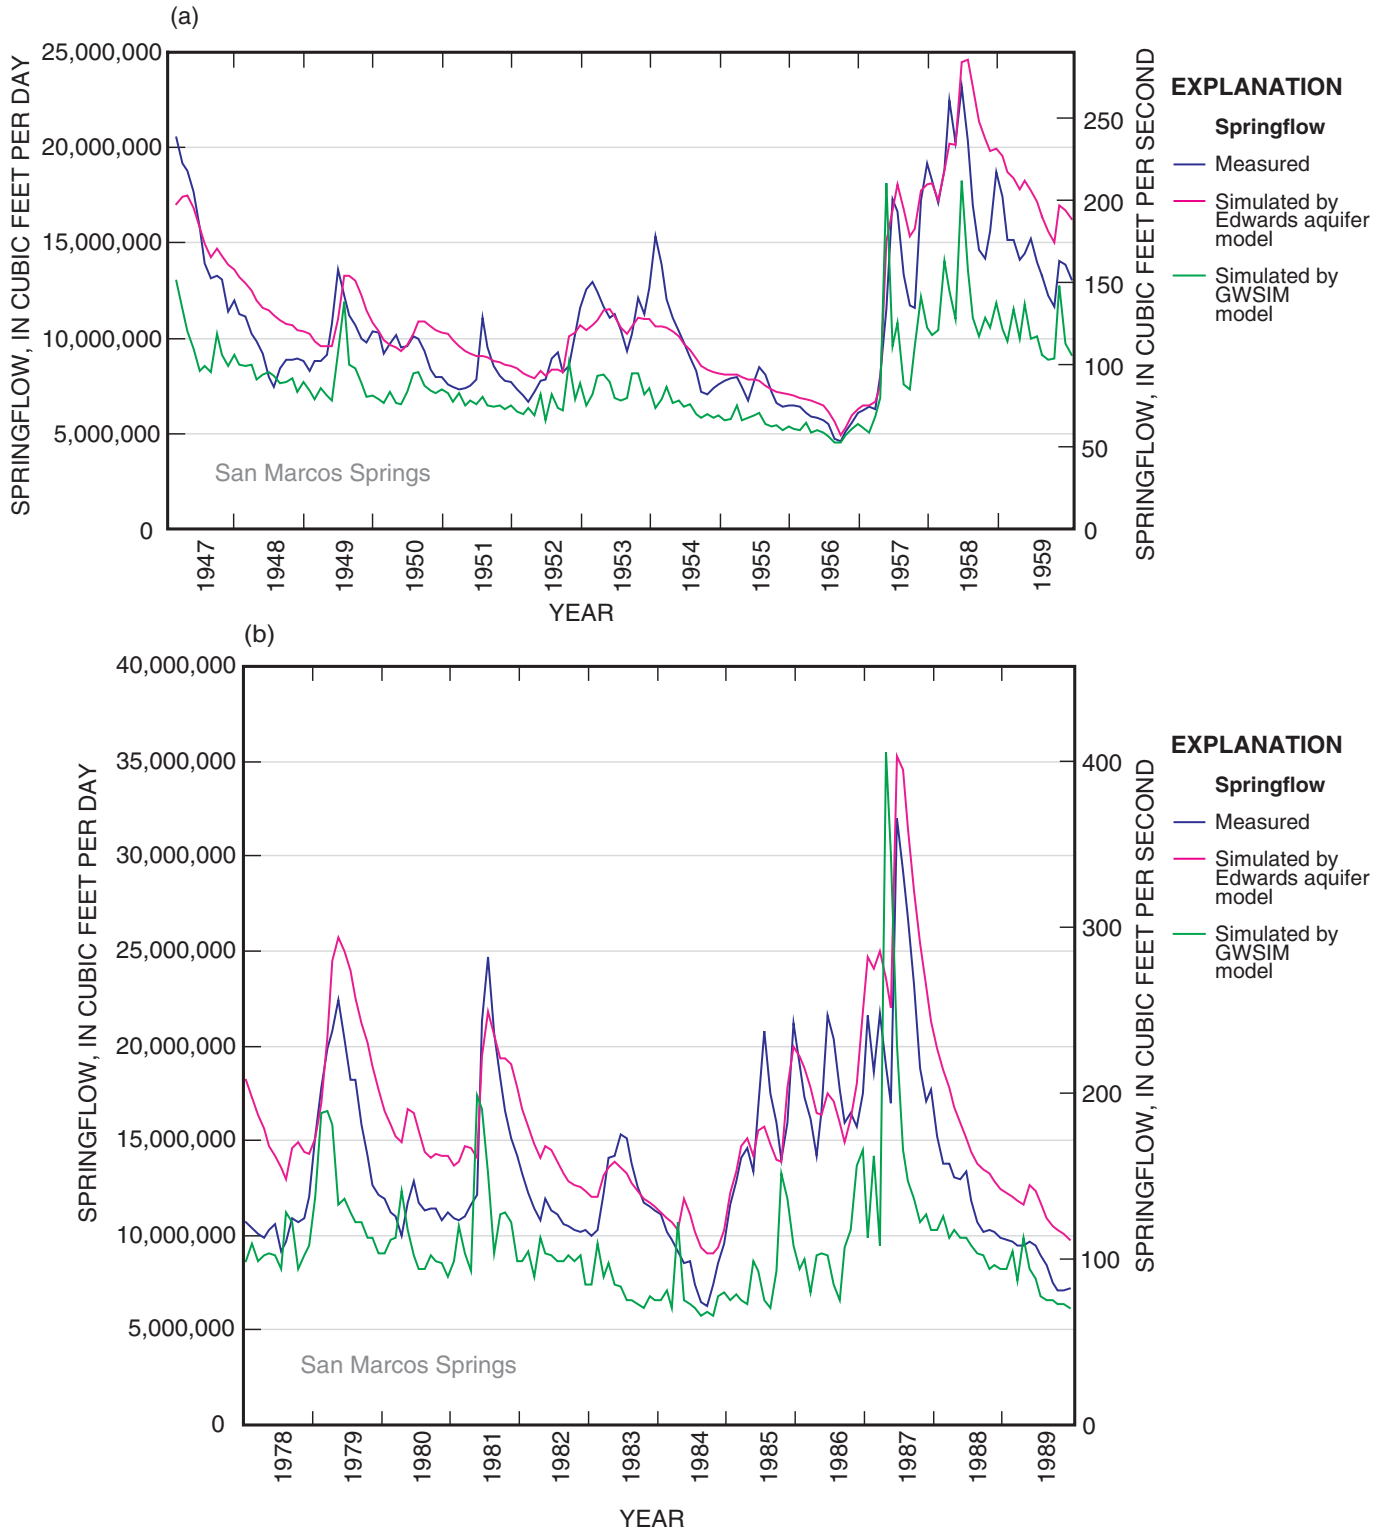 (a)
SPRINGFLOW, IN CUBIC FEET PER DAY
25,000,000
20,000,000
15,000,000
10,000,000
5,000,000
0
250
200
150
100
50
0
SPRINGFLOW, IN CUBIC FEET PER SECOND
San Marcos Springs
1947
1948
1949
1950
1951
1952
1953
1954
1955
1956
1957
1958
1959
YEAR
EXPLANATION
Springflow
Measured
Simulated by
Edwards aquifer
model
Simulated by
GWSIM
model
(b)
SPRINGFLOW, IN CUBIC FEET PER DAY
40,000,000
35,000,000
30,000,000
25,000,000
20,000,000
15,000,000
10,000,000
5,000,000
0
400
300
200
100
0
SPRINGFLOW, IN CUBIC FEET PER SECOND
San Marcos Springs
1978
1979
1980
1981
1982
1983
1984
1985
1986
1987
1988
1989
YEAR
EXPLANATION
Springflow
Measured
Simulated by
Edwards aquifer
model
Simulated by
GWSIM
model